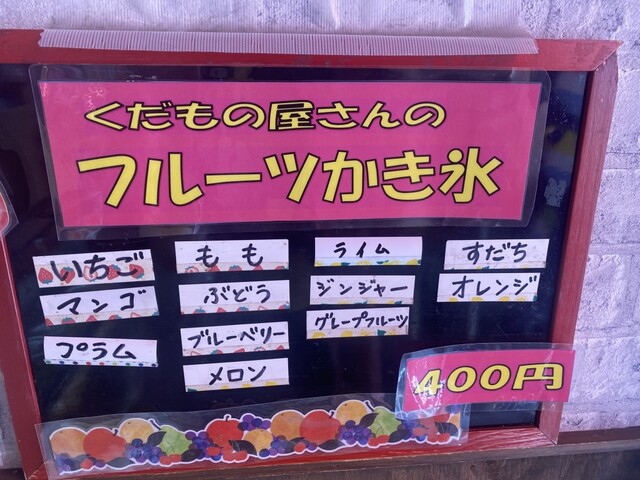 くだもの屋さんの
フルーツかき氷
いちご
もも
ライム
すだち
マンゴ
ぶどう
ジンジャー
オレンジ
プラム
ブルーベリー
グレープフルーツ
メロン
400円